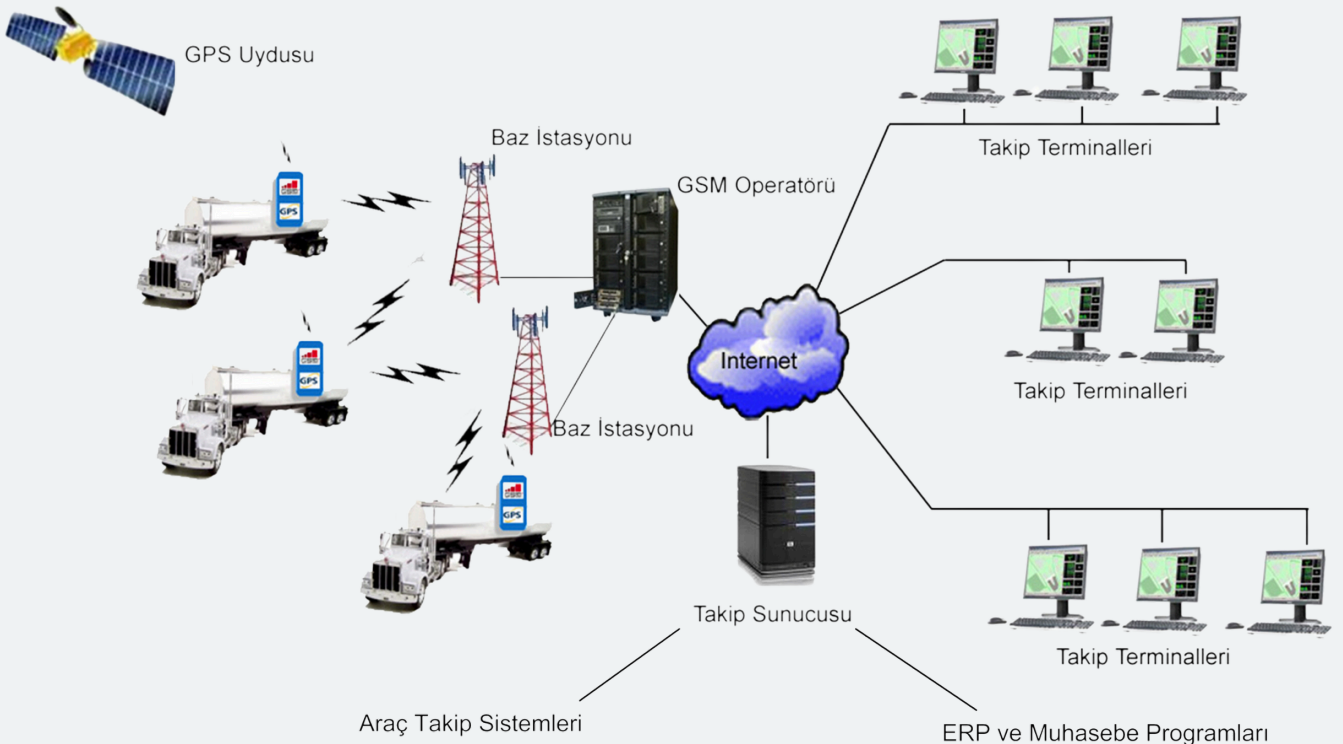 GPS Uydusu
Baz İstasyonu
GSM Operatörü
Takip Terminalleri
GPS
Internet
GPS
Takip Terminalleri
Baz İstasyonu
GPS
Takip Sunucusu
Takip Terminalleri
Araç Takip Sistemleri
ERP ve Muhasebe Programları